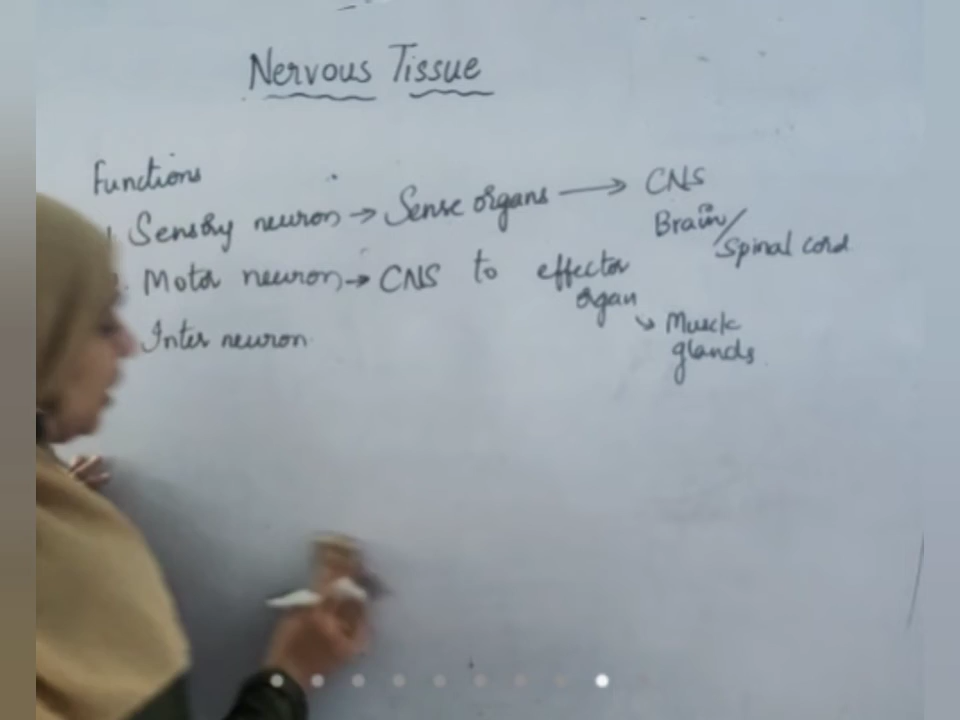 Nervous Tissue
Functions
Sensory neuron → Sense organs → CNS
Brain/
Spinal cord
Motor neuron → CNS to effector
organ
↘ Muscle
glands
Inter neuron